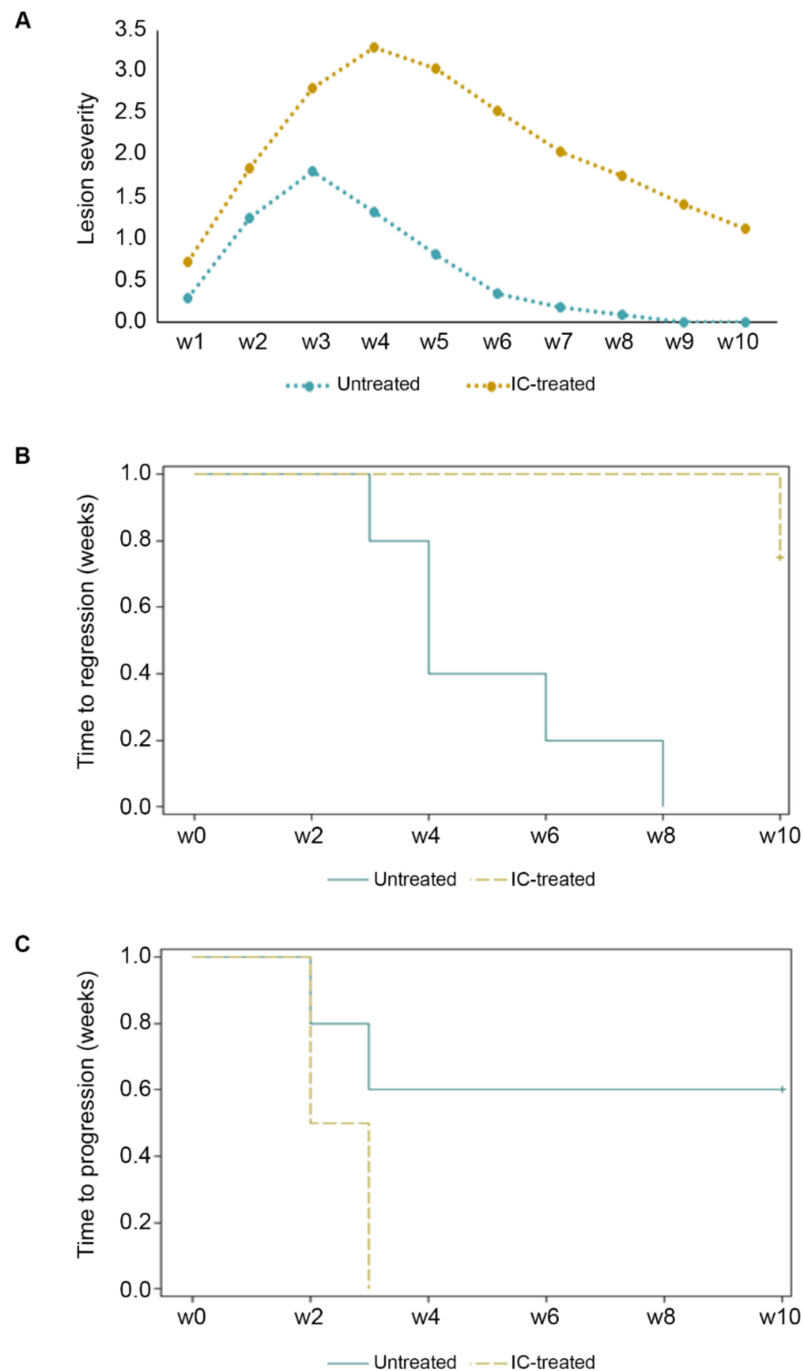 A
Lesion severity
3.5
3.0
2.5
2.0
1.5
1.0
0.5
0.0
w1 w2 w3 w4 w5 w6 w7 w8 w9 w10
Untreated IC-treated
B
Time to regression (weeks)
1.0
0.8
0.6
0.4
0.2
0.0
w0 w2 w4 w6 w8 w10
Untreated IC-treated
C
Time to progression (weeks)
1.0
0.8
0.6
0.4
0.2
0.0
w0 w2 w4 w6 w8 w10
Untreated IC-treated